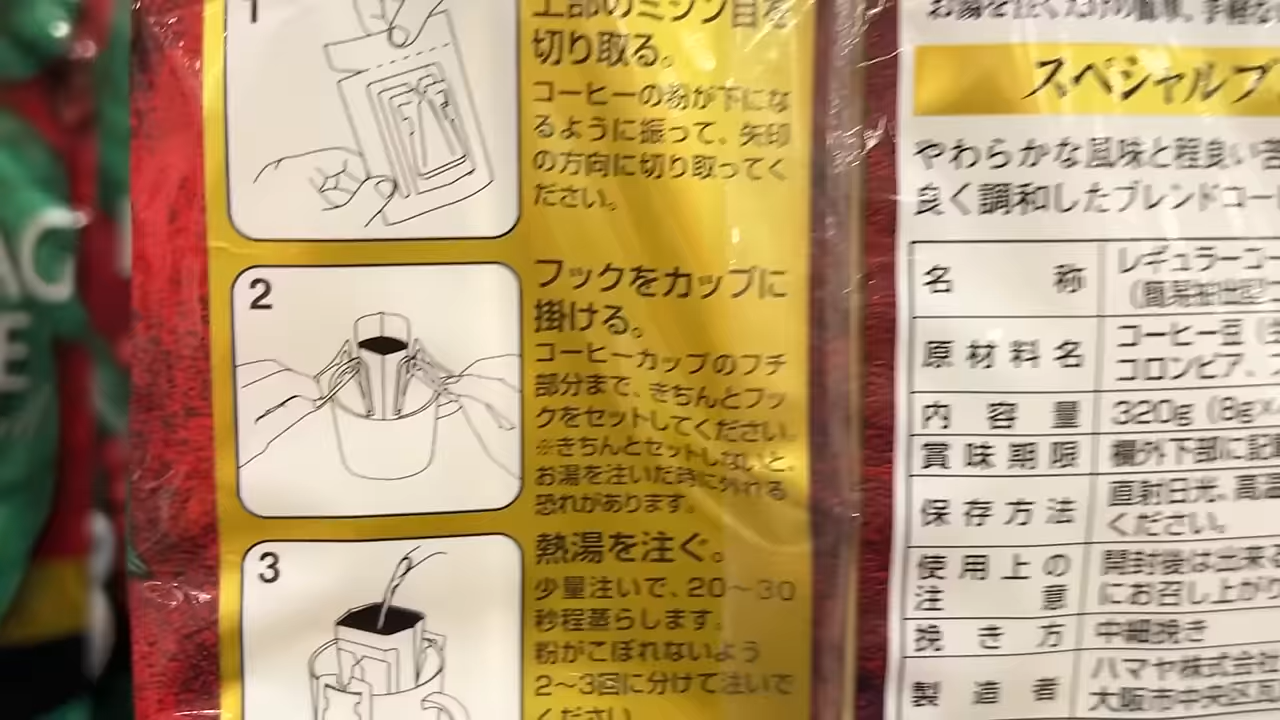 1
上部のミシン目を
切り取る。
コーヒーの粉が下にな
るように振って、矢印
の方向に切り取ってく
ださい。
2
フックをカップに
掛ける。
コーヒーカップのフチ
部分まで、きちんとフッ
クをセットしてください。
※きちんとセットしないと、
お湯を注いだ時に外れる
恐れがあります。
3
熱湯を注ぐ。
少量注いで、20〜30
秒程蒸らします。
粉がこぼれないよう
2〜3回に分けて注いで
ください。
スペシャルブ
やわらかな風味と程良い苦
良く調和したブレンドコー
名称
レギュラーコー
(簡易抽出型コ
原材料名
コーヒー豆(生
コロンビア、
内容量
320g(8g×
賞味期限
欄外下部に記
保存方法
直射日光、高温
ください。
使用上の
注意
開封後は出来る
にお召し上がり
挽き方
中細挽き
製造者
ハマヤ株式会社
大阪市中央区瓦
AG
E